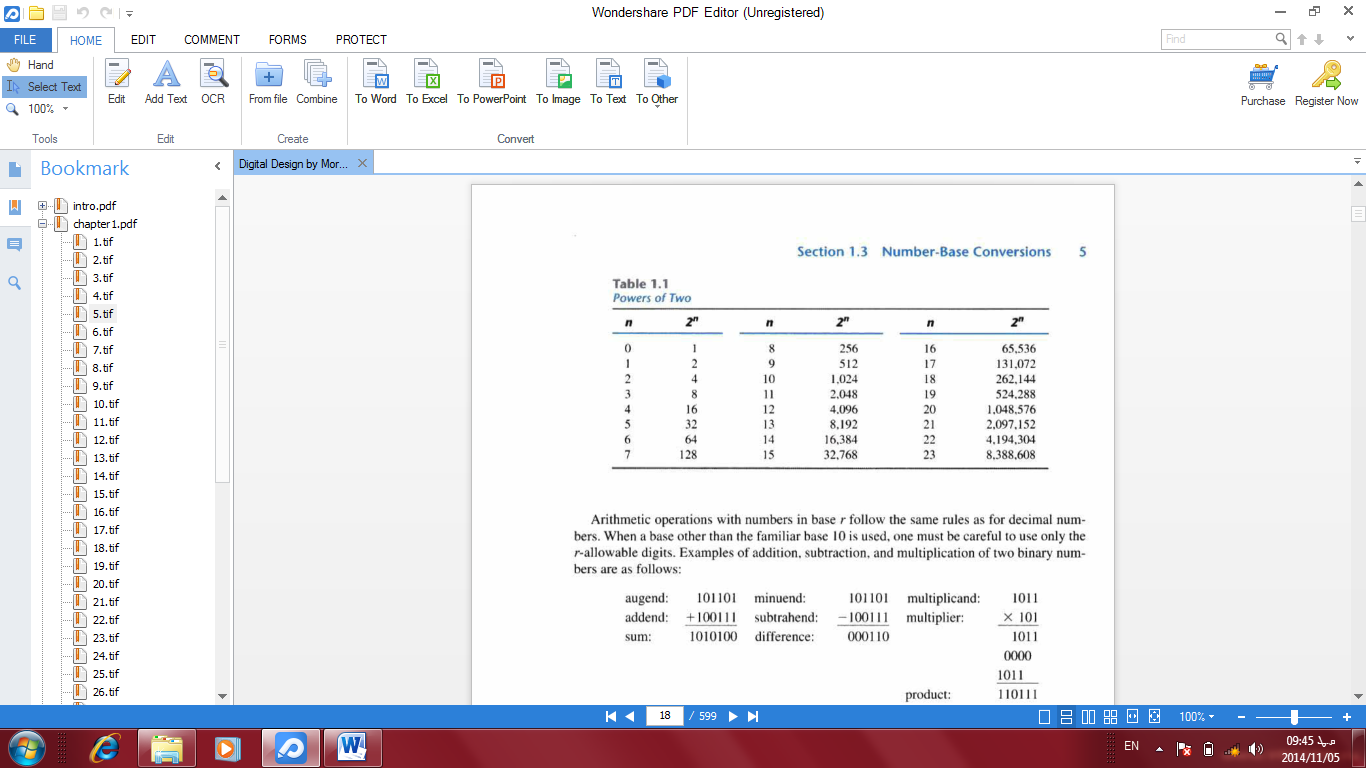 Wondershare PDF Editor (Unregistered)
FILE HOME EDIT COMMENT FORMS PROTECT
Find
Hand
Select Text
100%
Tools
Edit Add Text OCR
Edit
From file Combine
Create
To Word To Excel To PowerPoint To Image To Text To Other
Convert
Purchase Register Now
Bookmark
intro.pdf
chapter1.pdf
1.tif
2.tif
3.tif
4.tif
5.tif
6.tif
7.tif
8.tif
9.tif
10.tif
11.tif
12.tif
13.tif
14.tif
15.tif
16.tif
17.tif
18.tif
19.tif
20.tif
21.tif
22.tif
23.tif
24.tif
25.tif
26.tif
Digital Design by Mor...
Section 1.3 Number-Base Conversions 5
Table 1.1
Powers of Two
n 2ⁿ n 2ⁿ n 2ⁿ
0 1 8 256 16 65,536
1 2 9 512 17 131,072
2 4 10 1,024 18 262,144
3 8 11 2,048 19 524,288
4 16 12 4,096 20 1,048,576
5 32 13 8,192 21 2,097,152
6 64 14 16,384 22 4,194,304
7 128 15 32,768 23 8,388,608
Arithmetic operations with numbers in base r follow the same rules as for decimal num-
bers. When a base other than the familiar base 10 is used, one must be careful to use only the
r-allowable digits. Examples of addition, subtraction, and multiplication of two binary num-
bers are as follows:
augend: 101101 minuend: 101101 multiplicand: 1011
addend: +100111 subtrahend: −100111 multiplier: × 101
sum: 1010100 difference: 000110 1011
0000
1011
product: 110111
18 / 599
100%
EN
09:45
2014/11/05